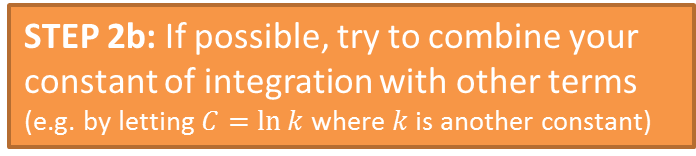 STEP 2b: If possible, try to combine your
constant of integration with other terms
(e.g. by letting C = ln k where k is another constant)